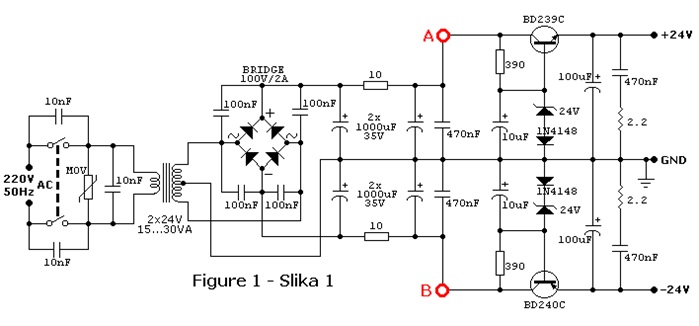 A
BD239C
+24V
BRIDGE
100V/2A
10
390
100uF
+
470nF
10nF
100nF
+
100nF
~
~
+
2x
1000uF
35V
+
470nF
+
10uF
24V
1N4148
2.2
220V
50Hz
AC
MOV
10nF
−
GND
100nF
100nF
+
2x
1000uF
35V
+
470nF
+
10uF
1N4148
24V
+
100uF
2.2
2x24V
15...30VA
10
10nF
390
470nF
Figure 1 - Slika 1
B
BD240C
-24V